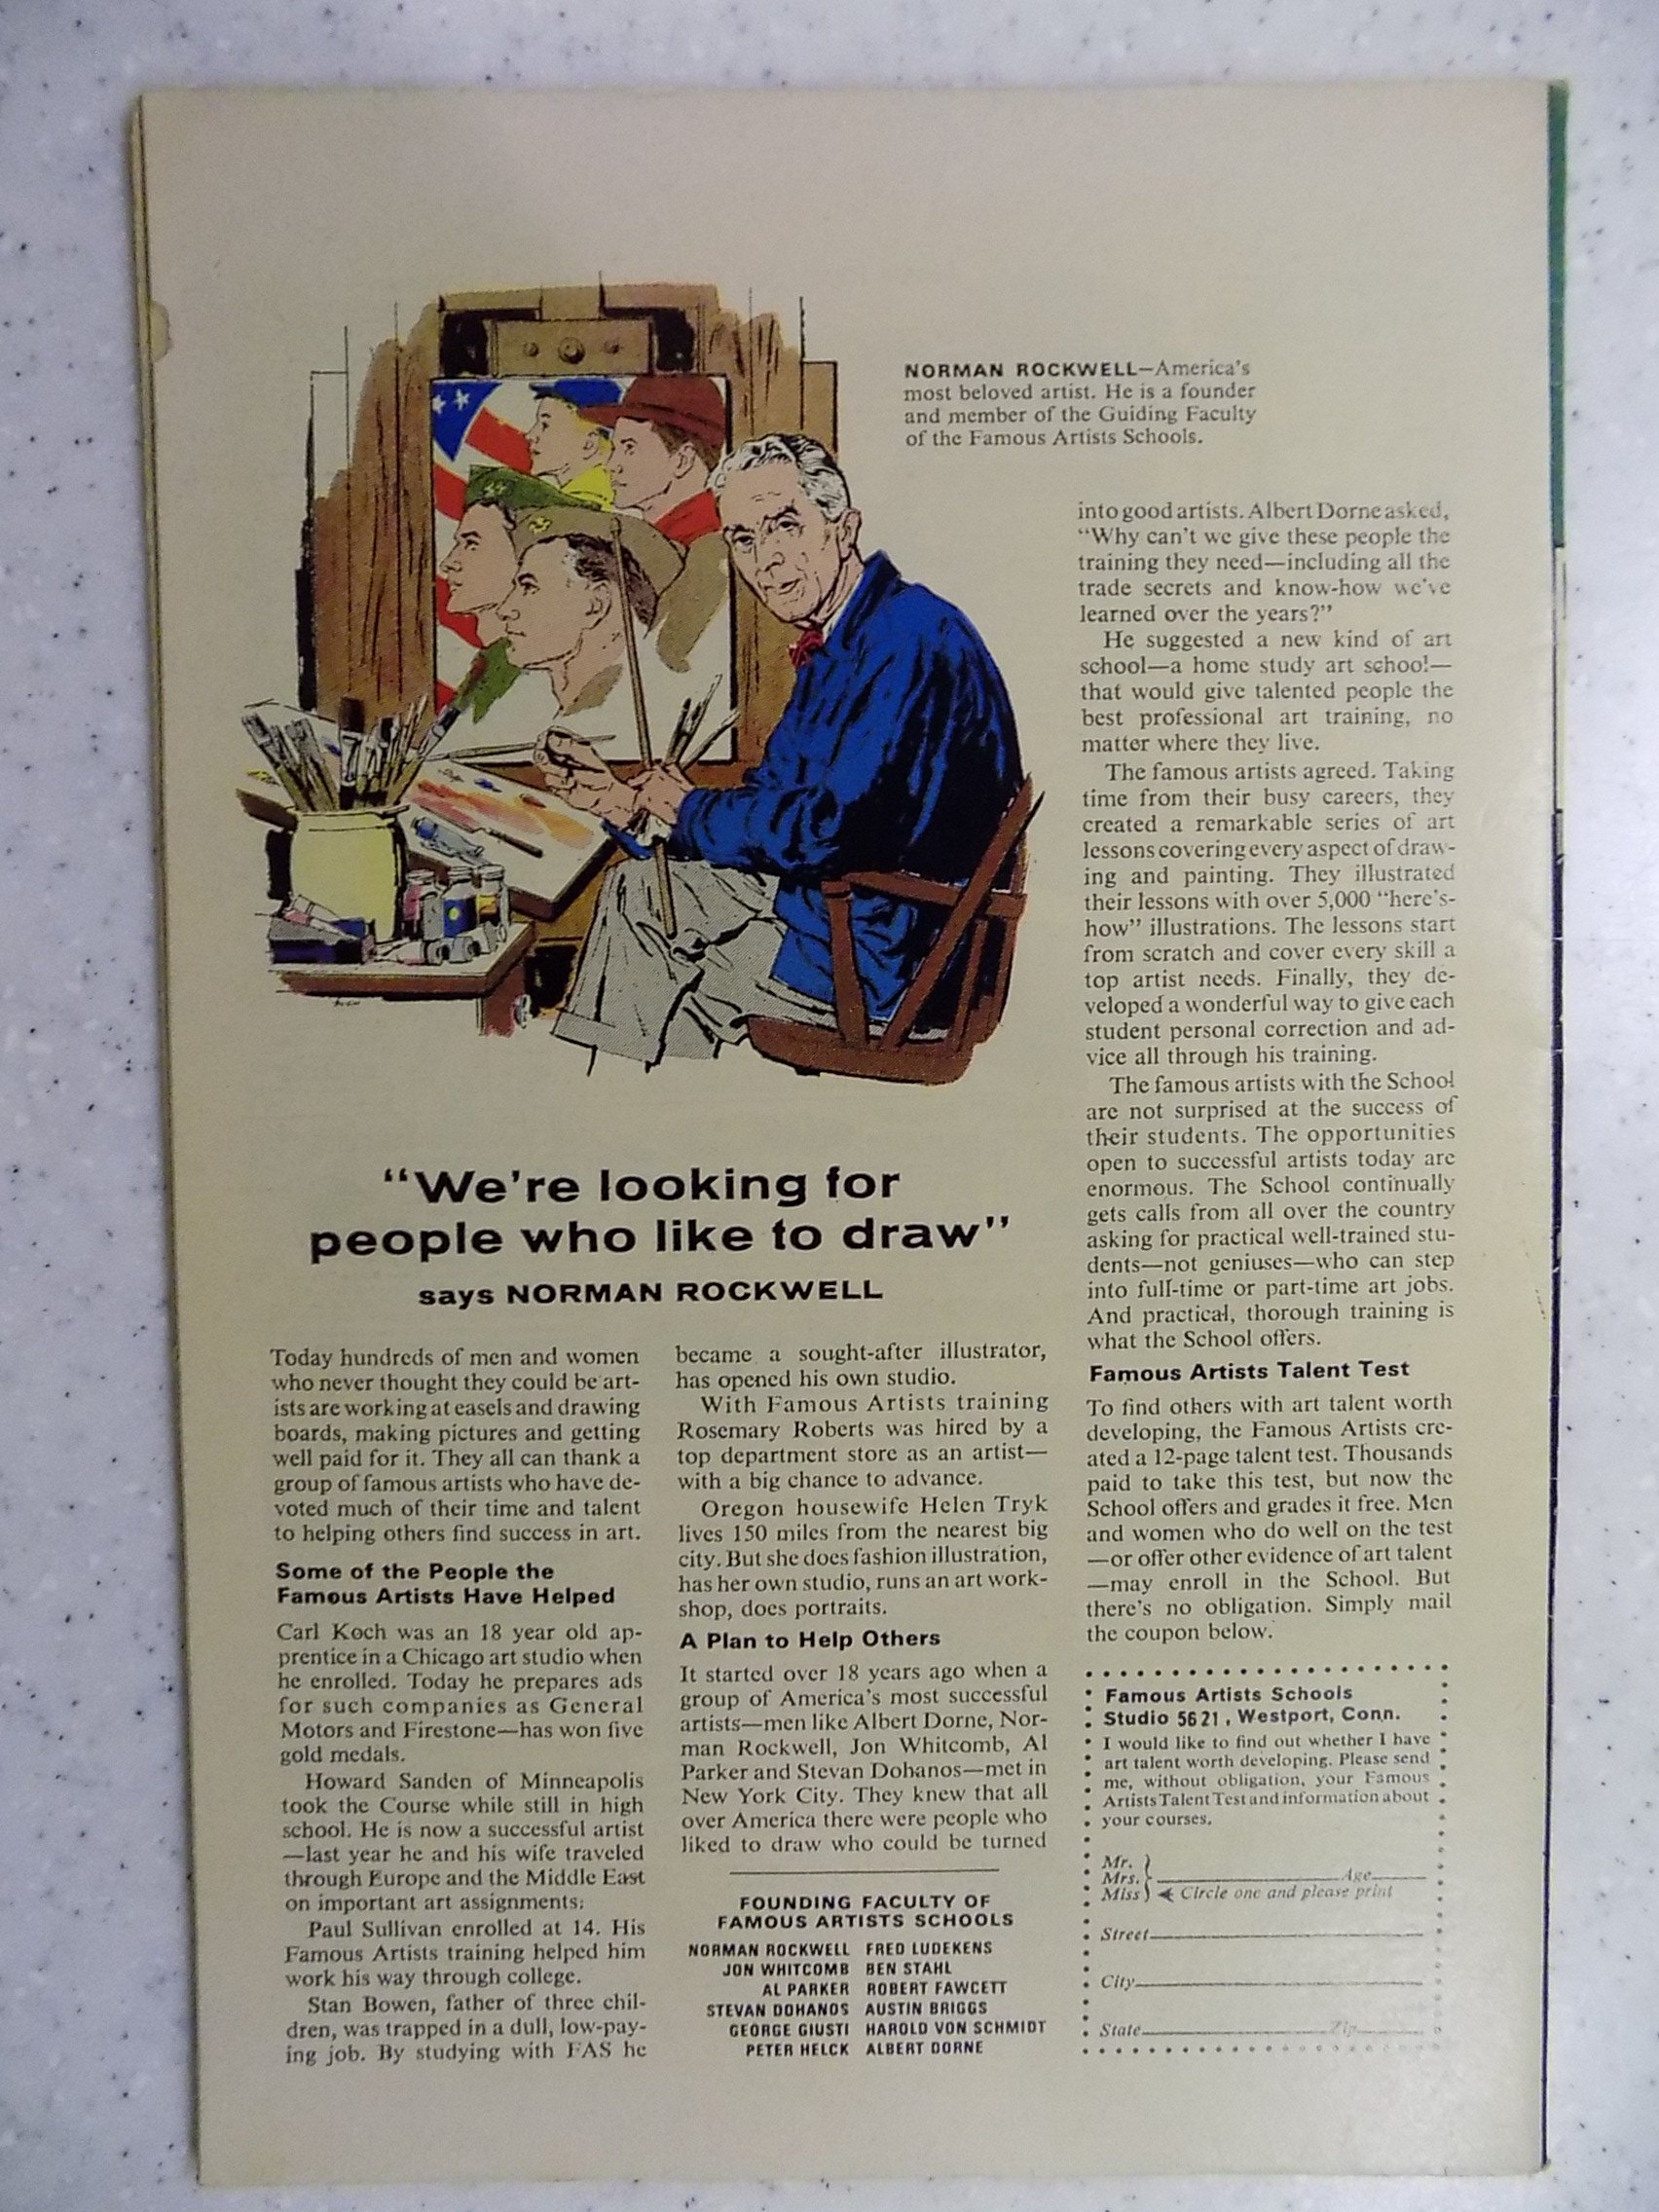 NORMAN ROCKWELL—America's
most beloved artist. He is a founder
and member of the Guiding Faculty
of the Famous Artists Schools.
"We're looking for
people who like to draw"
says NORMAN ROCKWELL
Today hundreds of men and women
who never thought they could be art-
ists are working at easels and drawing
boards, making pictures and getting
well paid for it. They all can thank a
group of famous artists who have de-
voted much of their time and talent
to helping others find success in art.
Some of the People the
Famous Artists Have Helped
Carl Koch was an 18 year old ap-
prentice in a Chicago art studio when
he enrolled. Today he prepares ads
for such companies as General
Motors and Firestone—has won five
gold medals.
Howard Sanden of Minneapolis
took the Course while still in high
school. He is now a successful artist
—last year he and his wife traveled
through Europe and the Middle East
on important art assignments.
Paul Sullivan enrolled at 14. His
Famous Artists training helped him
work his way through college.
Stan Bowen, father of three chil-
dren, was trapped in a dull, low-pay-
ing job. By studying with FAS he
became a sought-after illustrator,
has opened his own studio.
With Famous Artists training
Rosemary Roberts was hired by a
top department store as an artist—
with a big chance to advance.
Oregon housewife Helen Tryk
lives 150 miles from the nearest big
city. But she does fashion illustration,
has her own studio, runs an art work-
shop, does portraits.
A Plan to Help Others
It started over 18 years ago when a
group of America's most successful
artists—men like Albert Dorne, Nor-
man Rockwell, Jon Whitcomb, Al
Parker and Stevan Dohanos—met in
New York City. They knew that all
over America there were people who
liked to draw who could be turned
FOUNDING FACULTY OF
FAMOUS ARTISTS SCHOOLS
NORMAN ROCKWELL FRED LUDEKENS
JON WHITCOMB BEN STAHL
AL PARKER ROBERT FAWCETT
STEVAN DOHANOS AUSTIN BRIGGS
GEORGE GIUSTI HAROLD VON SCHMIDT
PETER HELCK ALBERT DORNE
into good artists. Albert Dorne asked,
"Why can't we give these people the
training they need—including all the
trade secrets and know-how we've
learned over the years?"
He suggested a new kind of art
school—a home study art school—
that would give talented people the
best professional art training, no
matter where they live.
The famous artists agreed. Taking
time from their busy careers, they
created a remarkable series of art
lessons covering every aspect of draw-
ing and painting. They illustrated
their lessons with over 5,000 "here's-
how" illustrations. The lessons start
from scratch and cover every skill a
top artist needs. Finally, they de-
veloped a wonderful way to give each
student personal correction and ad-
vice all through his training.
The famous artists with the School
are not surprised at the success of
their students. The opportunities
open to successful artists today are
enormous. The School continually
gets calls from all over the country
asking for practical well-trained stu-
dents—not geniuses—who can step
into full-time or part-time art jobs.
And practical, thorough training is
what the School offers.
Famous Artists Talent Test
To find others with art talent worth
developing, the Famous Artists cre-
ated a 12-page talent test. Thousands
paid to take this test, but now the
School offers and grades it free. Men
and women who do well on the test
—or offer other evidence of art talent
—may enroll in the School. But
there's no obligation. Simply mail
the coupon below.
Famous Artists Schools
Studio 5621, Westport, Conn.
I would like to find out whether I have
art talent worth developing. Please send
me, without obligation, your Famous
Artists Talent Test and information about
your courses.
Mr.
Mrs. Age
Miss Circle one and please print
Street
City
State Zip